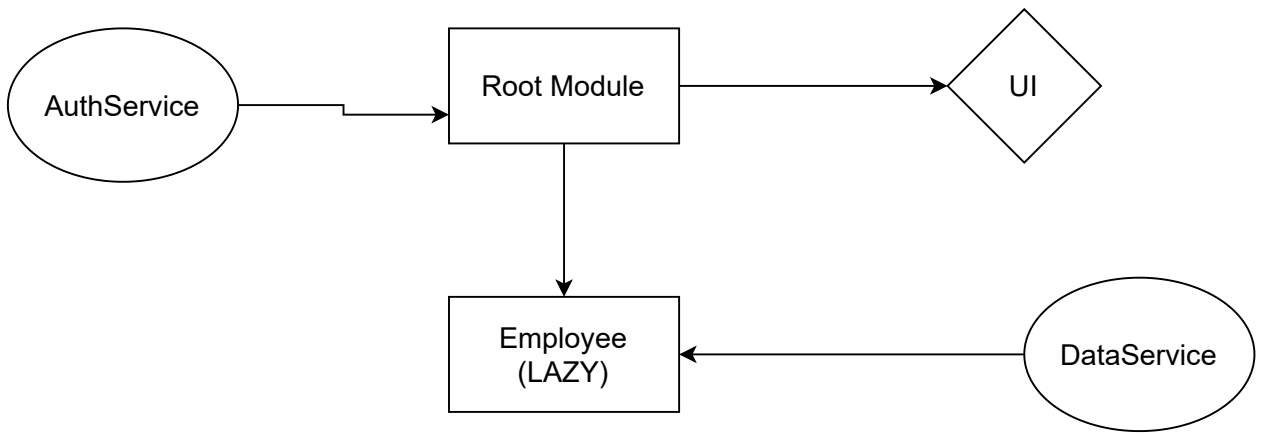 AuthService
Root Module
UI
Employee
(LAZY)
DataService